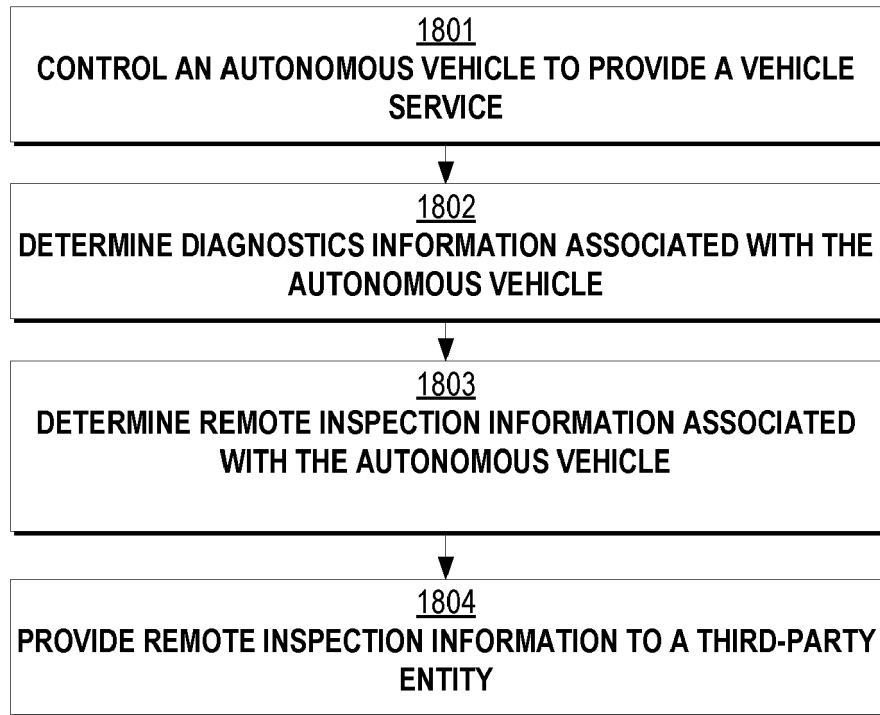 1801
CONTROL AN AUTONOMOUS VEHICLE TO PROVIDE A VEHICLE
SERVICE
1802
DETERMINE DIAGNOSTICS INFORMATION ASSOCIATED WITH THE
AUTONOMOUS VEHICLE
1803
DETERMINE REMOTE INSPECTION INFORMATION ASSOCIATED
WITH THE AUTONOMOUS VEHICLE
1804
PROVIDE REMOTE INSPECTION INFORMATION TO A THIRD-PARTY
ENTITY